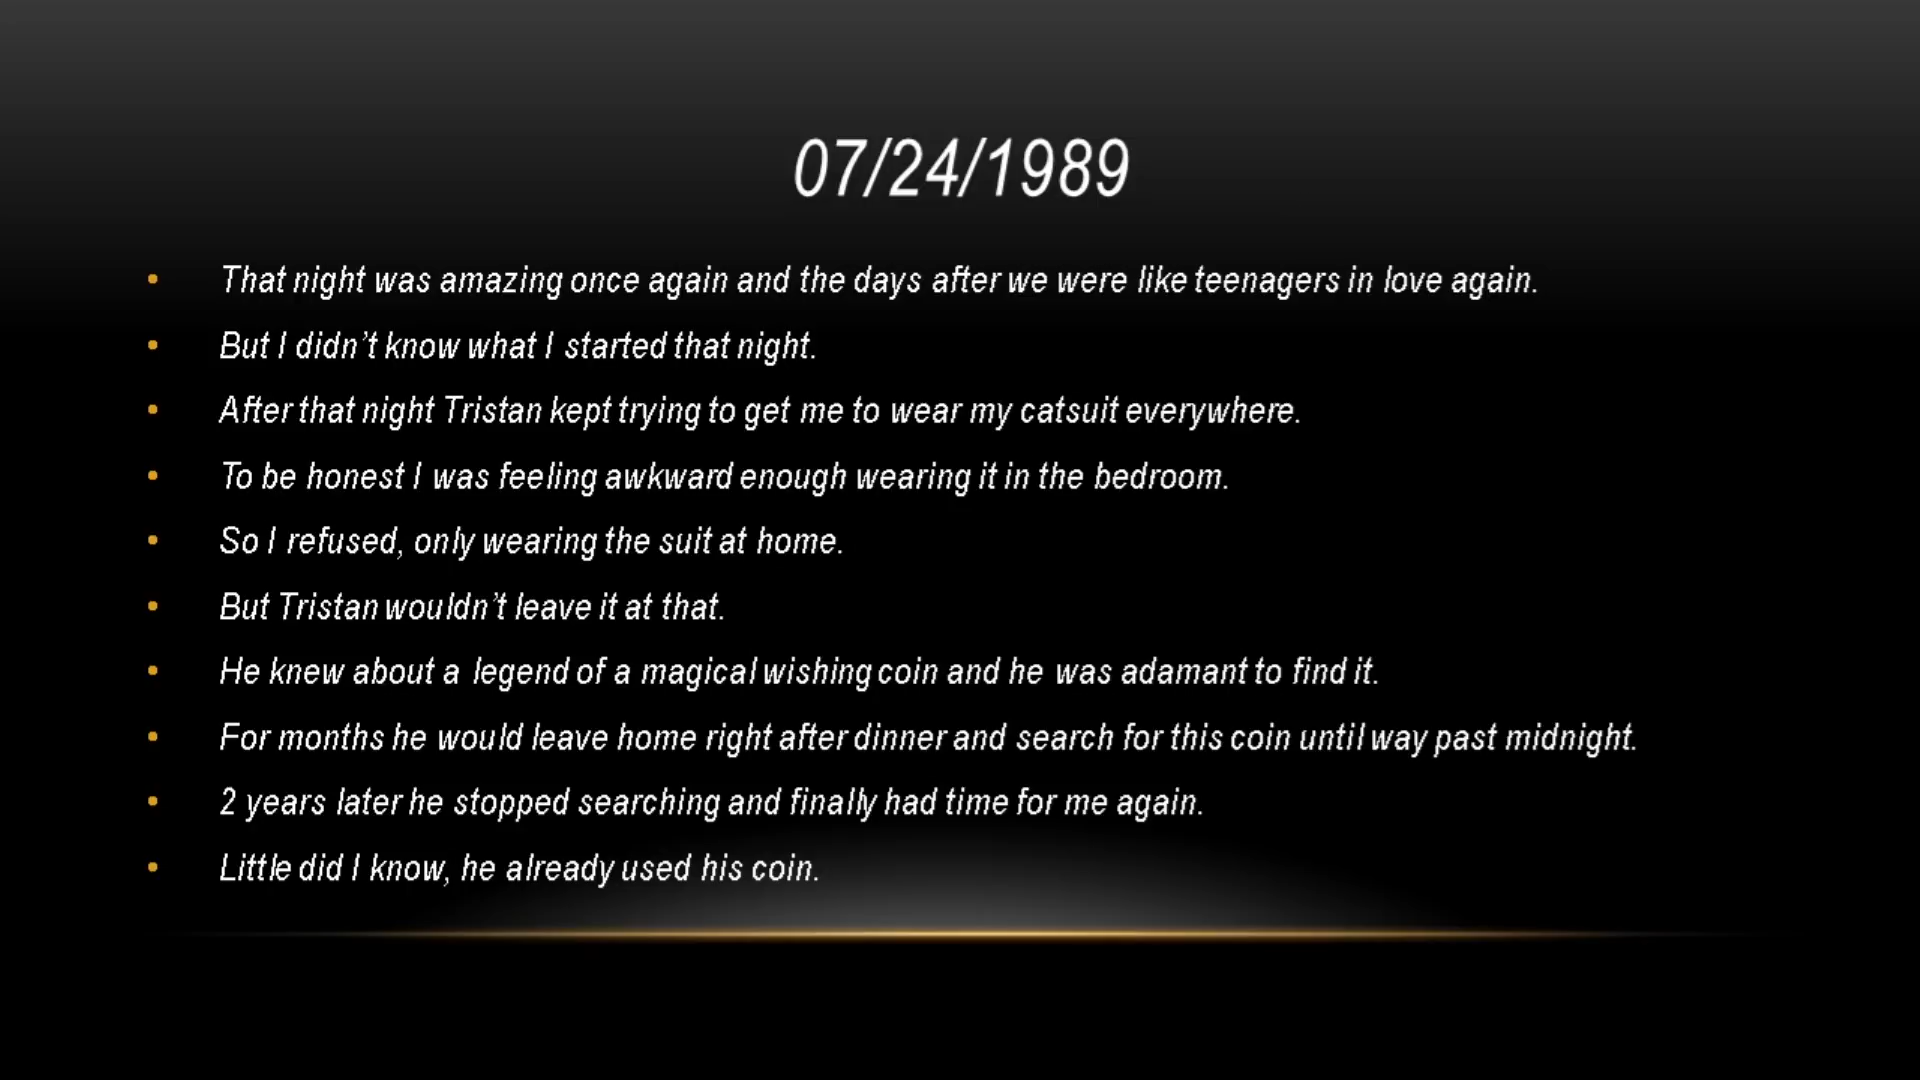 07/24/1989
• That night was amazing once again and the days after we were like teenagers in love again.
• But I didn’t know what I started that night.
• After that night Tristan kept trying to get me to wear my catsuit everywhere.
• To be honest I was feeling awkward enough wearing it in the bedroom.
• So I refused, only wearing the suit at home.
• But Tristan wouldn’t leave it at that.
• He knew about a legend of a magical wishing coin and he was adamant to find it.
• For months he would leave home right after dinner and search for this coin until way past midnight.
• 2 years later he stopped searching and finally had time for me again.
• Little did I know, he already used his coin.